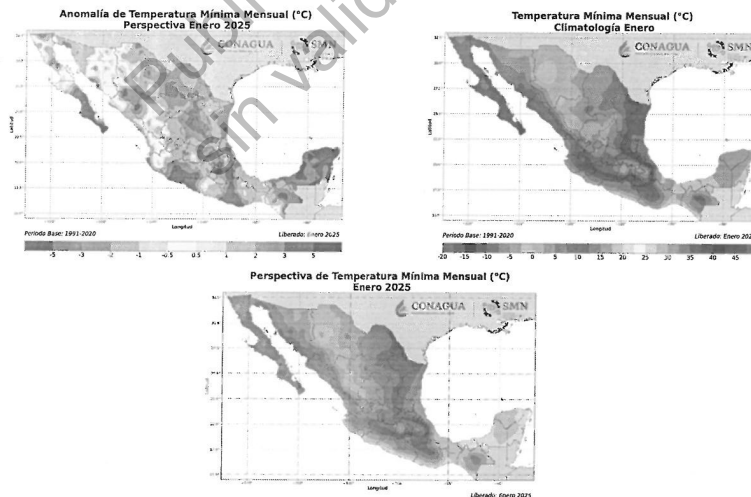 Anomalía de Temperatura Mínima Mensual (°C)
Perspectiva Enero 2025
CONAGUA
SMN
Latitud
Longitud
Periodo Base: 1991-2020
Liberado: Enero 2025
-5 -3 -2 -1 -0.5 0.5 1 2 3 5
Temperatura Mínima Mensual (°C)
Climatología Enero
CONAGUA
SMN
Latitud
Longitud
Periodo Base: 1991-2020
Liberado: Enero 202
-20 -15 -10 -5 0 5 10 15 20 25 30 35 40 45
Perspectiva de Temperatura Mínima Mensual (°C)
Enero 2025
CONAGUA
SMN
Latitud
Longitud
Liberado: Enero 2025
sin valid